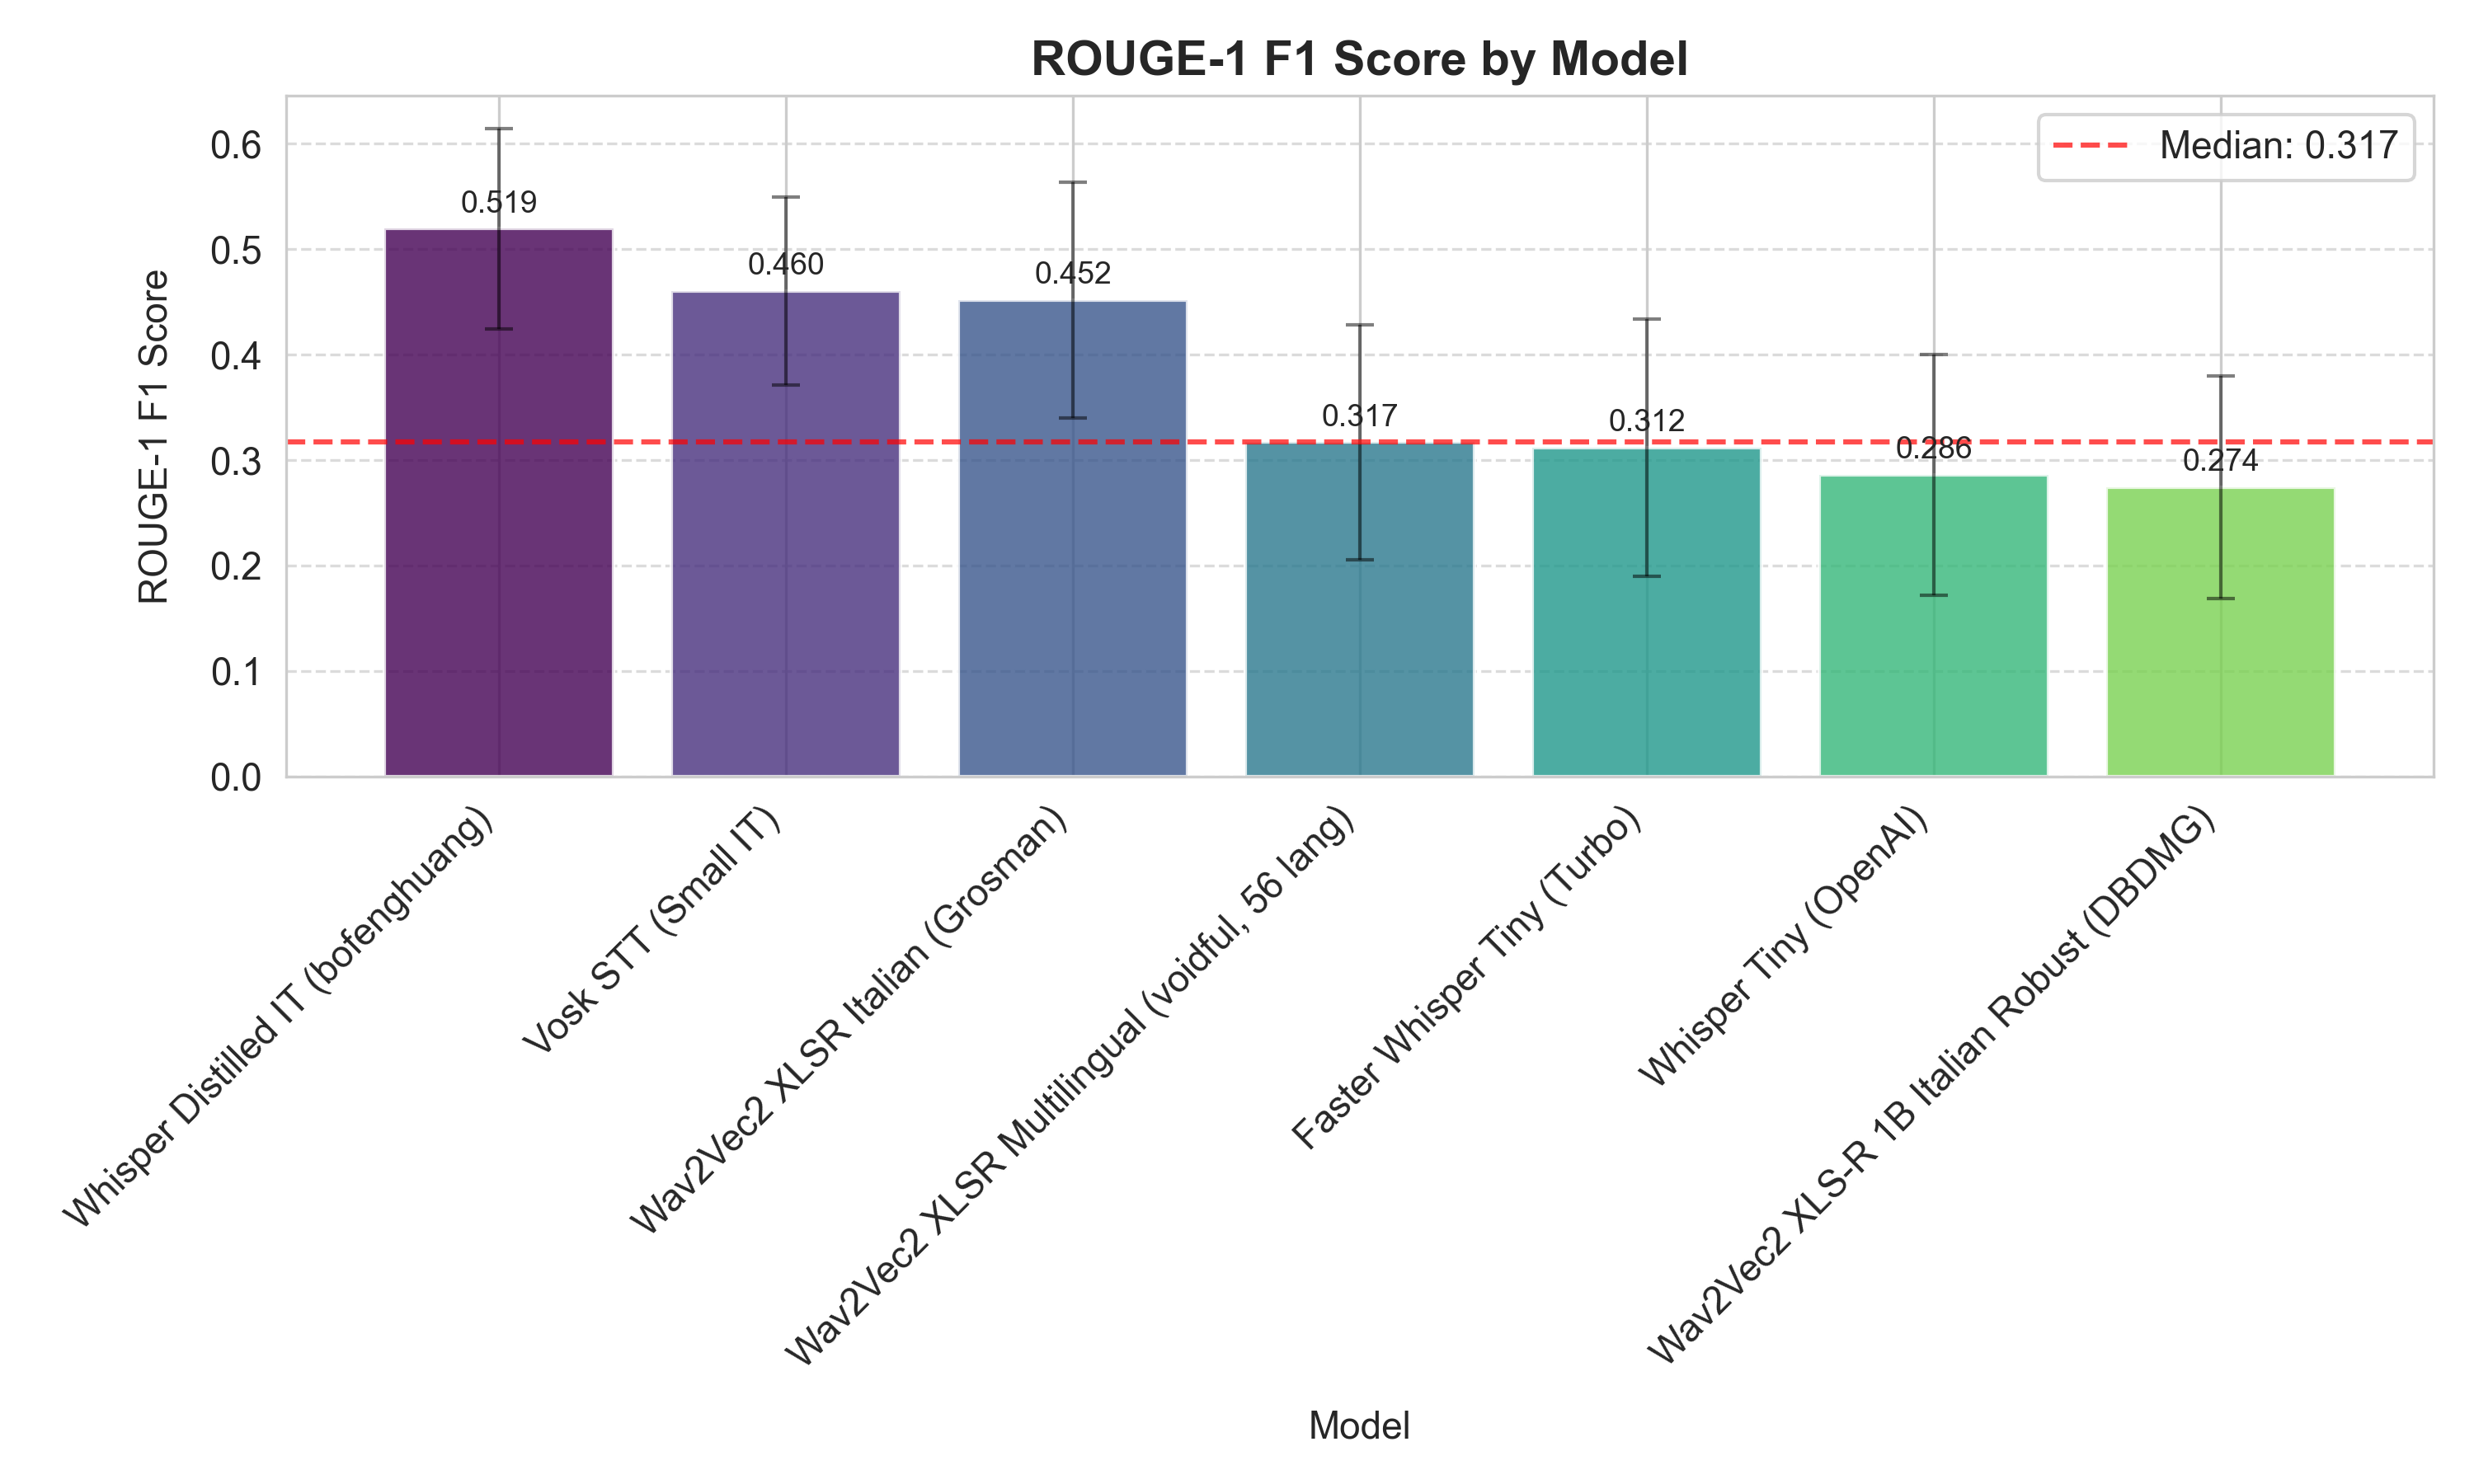 ROUGE-1 F1 Score by Model
Median: 0.317
ROUGE-1 F1 Score
0.6
0.5
0.4
0.3
0.2
0.1
0.0
0.519
0.460
0.452
0.317
0.312
0.286
0.274
Whisper Distilled IT (bofenghuang)
Vosk STT (Small IT)
Wav2Vec2 XLSR Italian (Grosman)
Wav2Vec2 XLSR Multilingual (voidful, 56 lang)
Faster Whisper Tiny (Turbo)
Whisper Tiny (OpenAI)
Wav2Vec2 XLS-R 1B Italian Robust (DBDMG)
Model